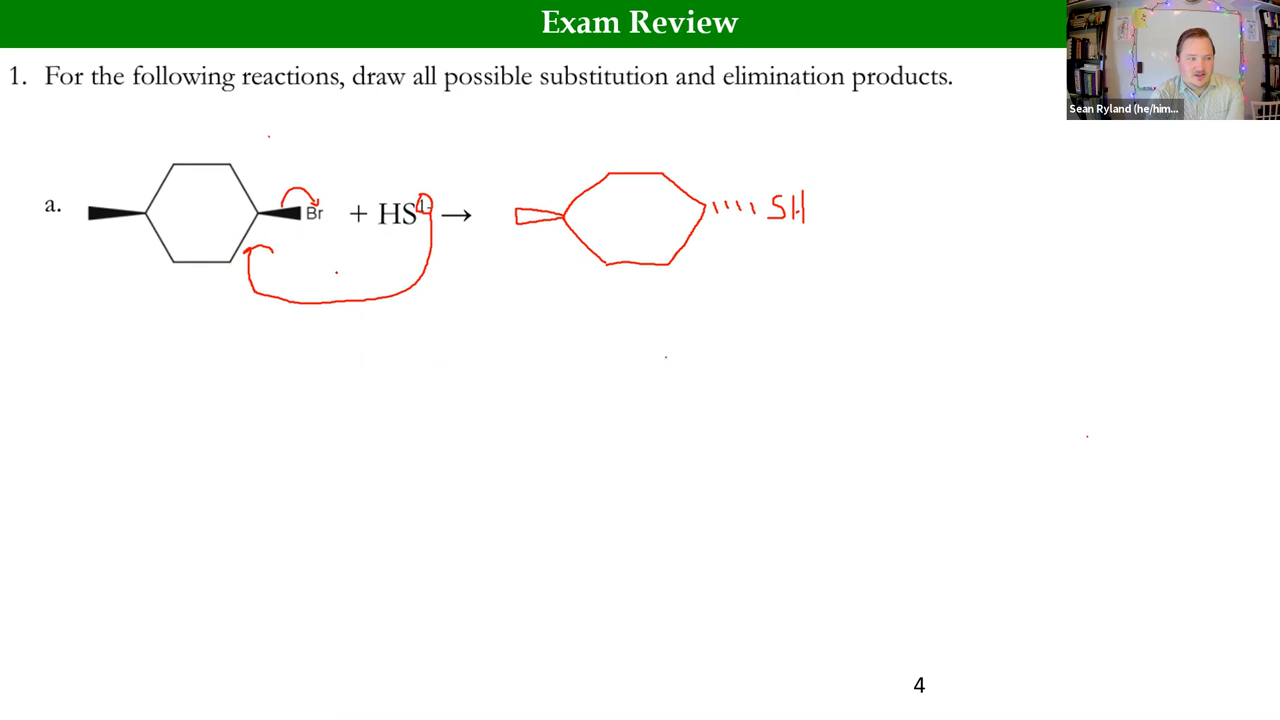 Exam Review
Sean Ryland (he/him...
1. For the following reactions, draw all possible substitution and elimination products.
a.
Br + HS¹⁻ →
SH
4